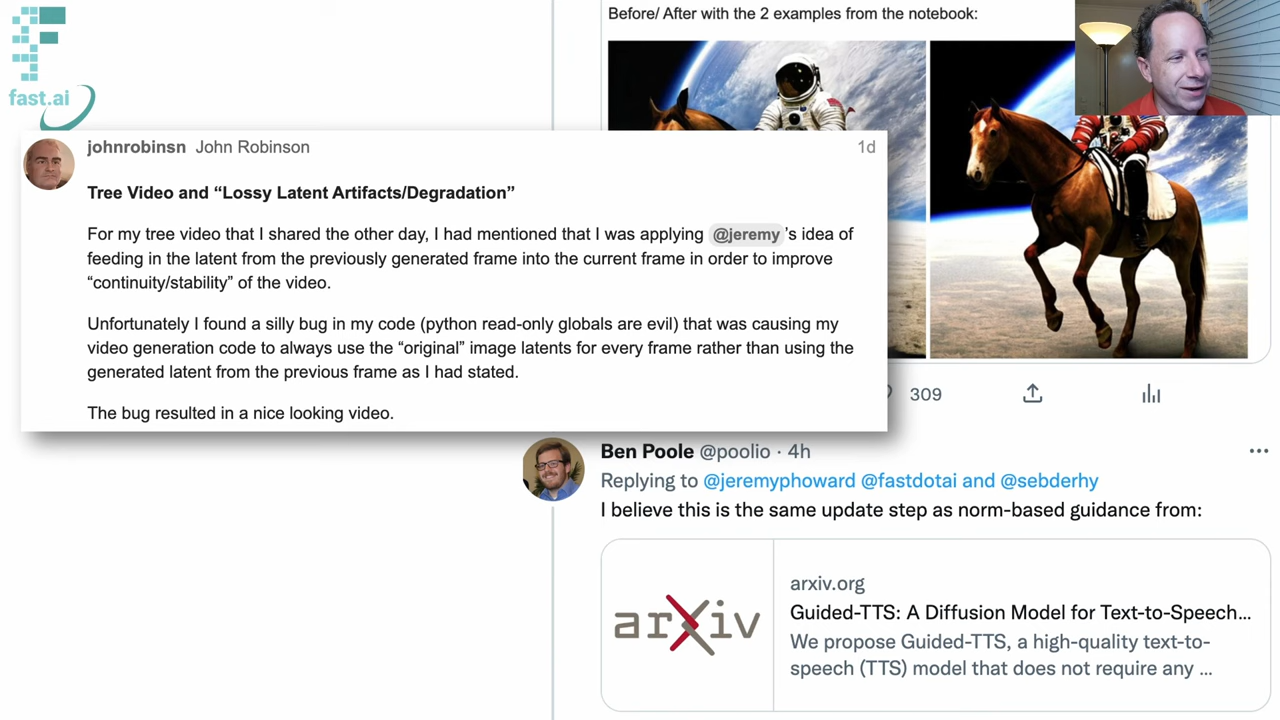 fast.ai
Before/ After with the 2 examples from the notebook:
johnrobinsn John Robinson 1d
Tree Video and “Lossy Latent Artifacts/Degradation”
For my tree video that I shared the other day, I had mentioned that I was applying @jeremy’s idea of
feeding in the latent from the previously generated frame into the current frame in order to improve
“continuity/stability” of the video.
Unfortunately I found a silly bug in my code (python read-only globals are evil) that was causing my
video generation code to always use the “original” image latents for every frame rather than using the
generated latent from the previous frame as I had stated.
The bug resulted in a nice looking video.
309
Ben Poole @poolio · 4h
Replying to @jeremyphoward @fastdotai and @sebderhy
I believe this is the same update step as norm-based guidance from:
arXiv
arxiv.org
Guided-TTS: A Diffusion Model for Text-to-Speech...
We propose Guided-TTS, a high-quality text-to-
speech (TTS) model that does not require any ...